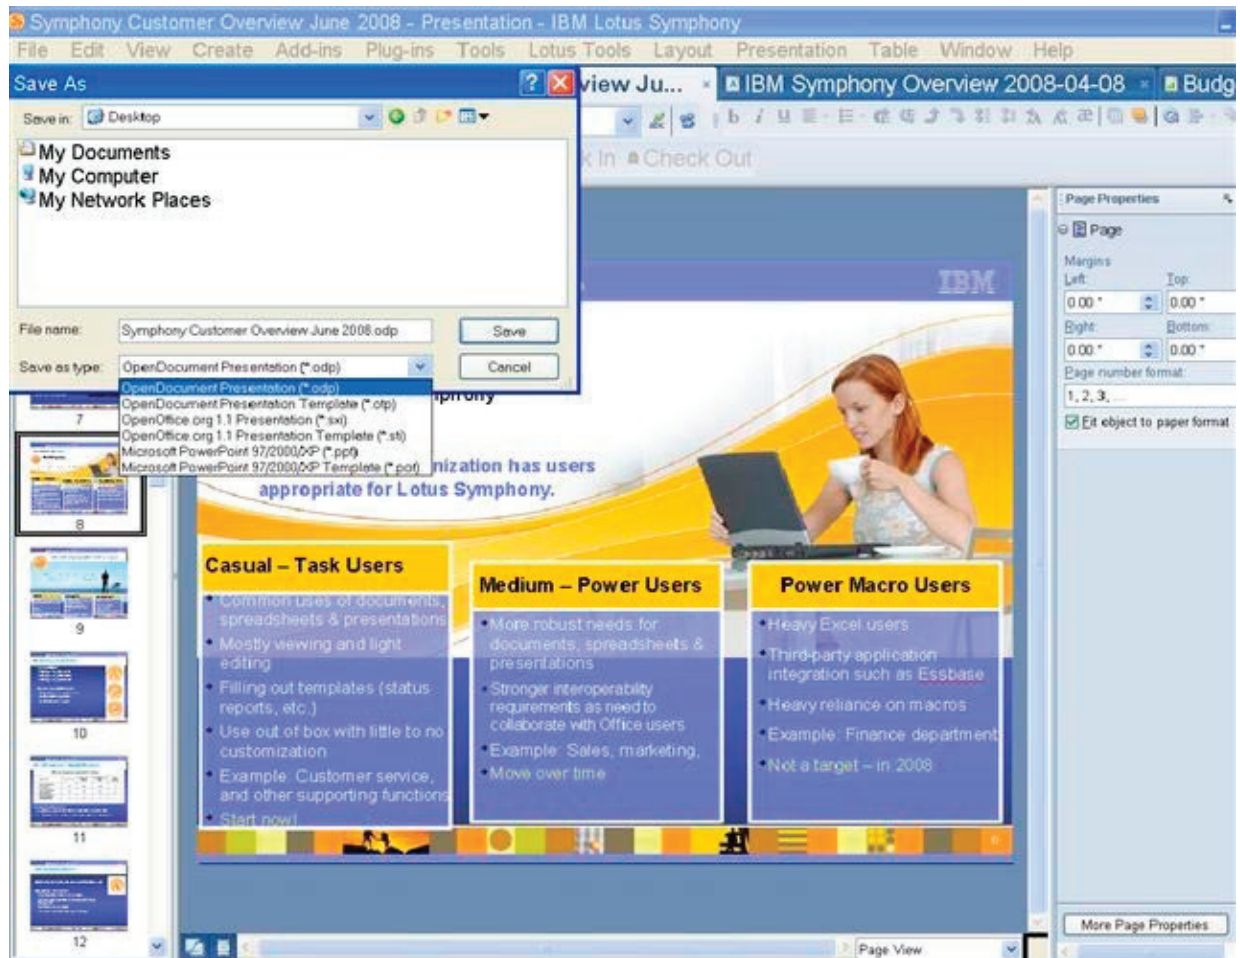 Symphony Customer Overview June 2008 - Presentation - IBM Lotus Symphony
File Edit View Create Add-ins Plug-ins Tools Lotus Tools Layout Presentation Table Window Help
Save As
view Ju...
IBM Symphony Overview 2008-04-08
Budg
Save in: Desktop
k In Check Out
My Documents
My Computer
My Network Places
File name: Symphony Customer Overview June 2008.odp Save
Save as type: OpenDocument Presentation (*.odp) Cancel
OpenDocument Presentation (*.odp)
OpenDocument Presentation Template (*.otp)
OpenOffice.org 1.1 Presentation (*.sxi)
OpenOffice.org 1.1 Presentation Template (*.sti)
Microsoft PowerPoint 97/2000/XP (*.ppt)
Microsoft PowerPoint 97/2000/XP Template (*.pot)
7
8
9
10
11
12
IBM
mphony
nization has users
appropriate for Lotus Symphony.
Casual – Task Users
• Common uses of documents,
spreadsheets & presentations
• Mostly viewing and light
editing
• Filling out templates (status
reports, etc.)
• Use out of box with little to no
customization
• Example: Customer service,
and other supporting functions
• Start now!
Medium – Power Users
• More robust needs for
documents, spreadsheets &
presentations
• Stronger interoperability
requirements as need to
collaborate with Office users
• Example: Sales, marketing,
• Move over time
Power Macro Users
• Heavy Excel users
• Third-party application
integration such as Essbase
• Heavy reliance on macros
• Example: Finance department
• Not a target – in 2008
Page Properties
Page
Margins
Left: Top:
0.00 " 0.00 "
Right: Bottom:
0.00 " 0.00 "
Page number format:
1, 2, 3, ...
Fit object to paper format
More Page Properties
Page View